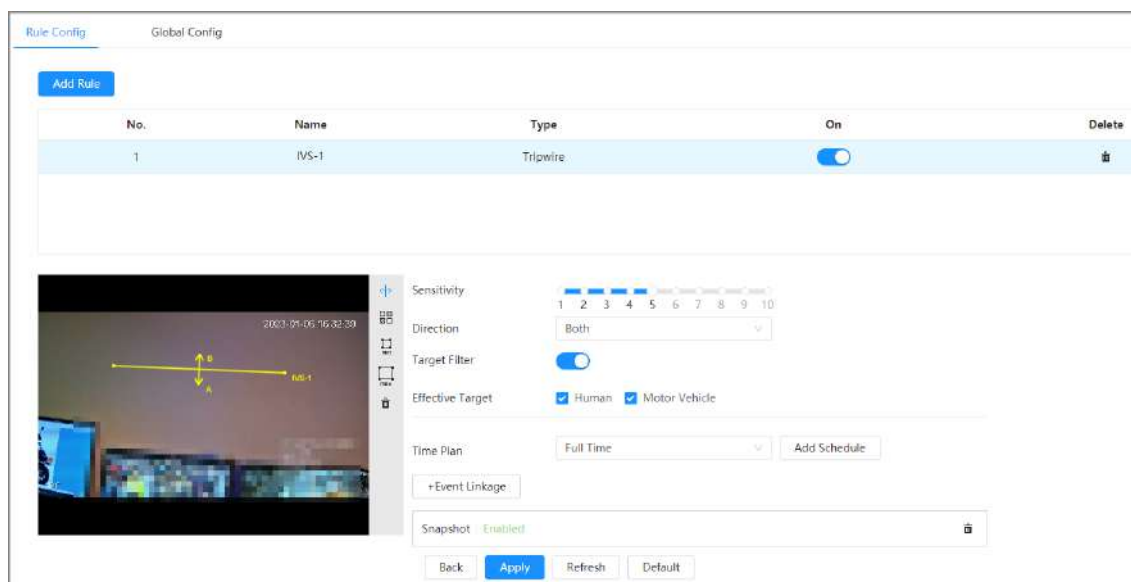 Rule Config Global Config
Add Rule
No. Name Type On Delete
1 IVS-1 Tripwire
2023-01-06 16:32:39
B
A
IVS-1
Sensitivity
1 2 3 4 5 6 7 8 9 10
Direction Both
Target Filter
Effective Target Human Motor Vehicle
Time Plan Full Time Add Schedule
+Event Linkage
Snapshot Enabled
Back Apply Refresh Default